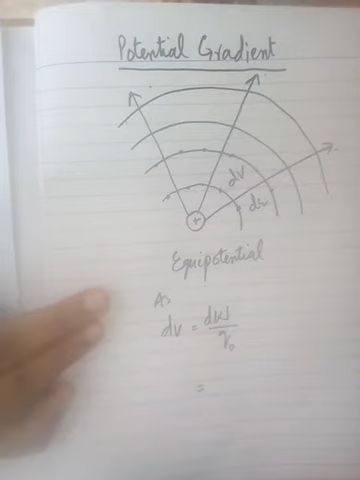 Potential Gradient
+
dV
dr
Equipotential
As
dV = dW/q₀
=